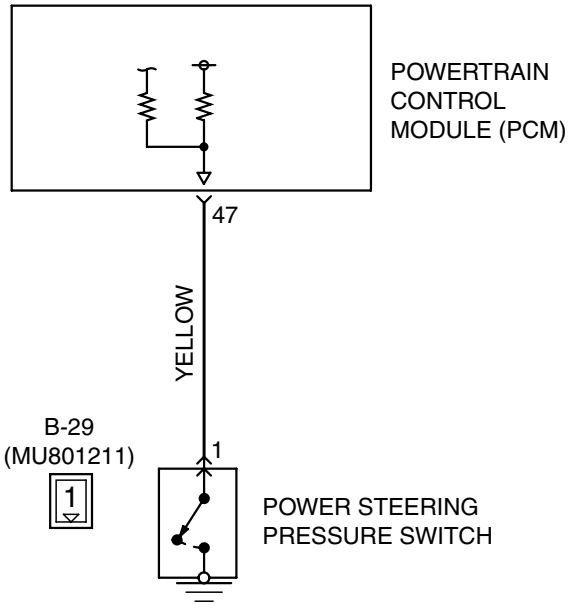 POWERTRAIN
CONTROL
MODULE (PCM)
47
YELLOW
B-29
(MU801211)
1
1
POWER STEERING
PRESSURE SWITCH